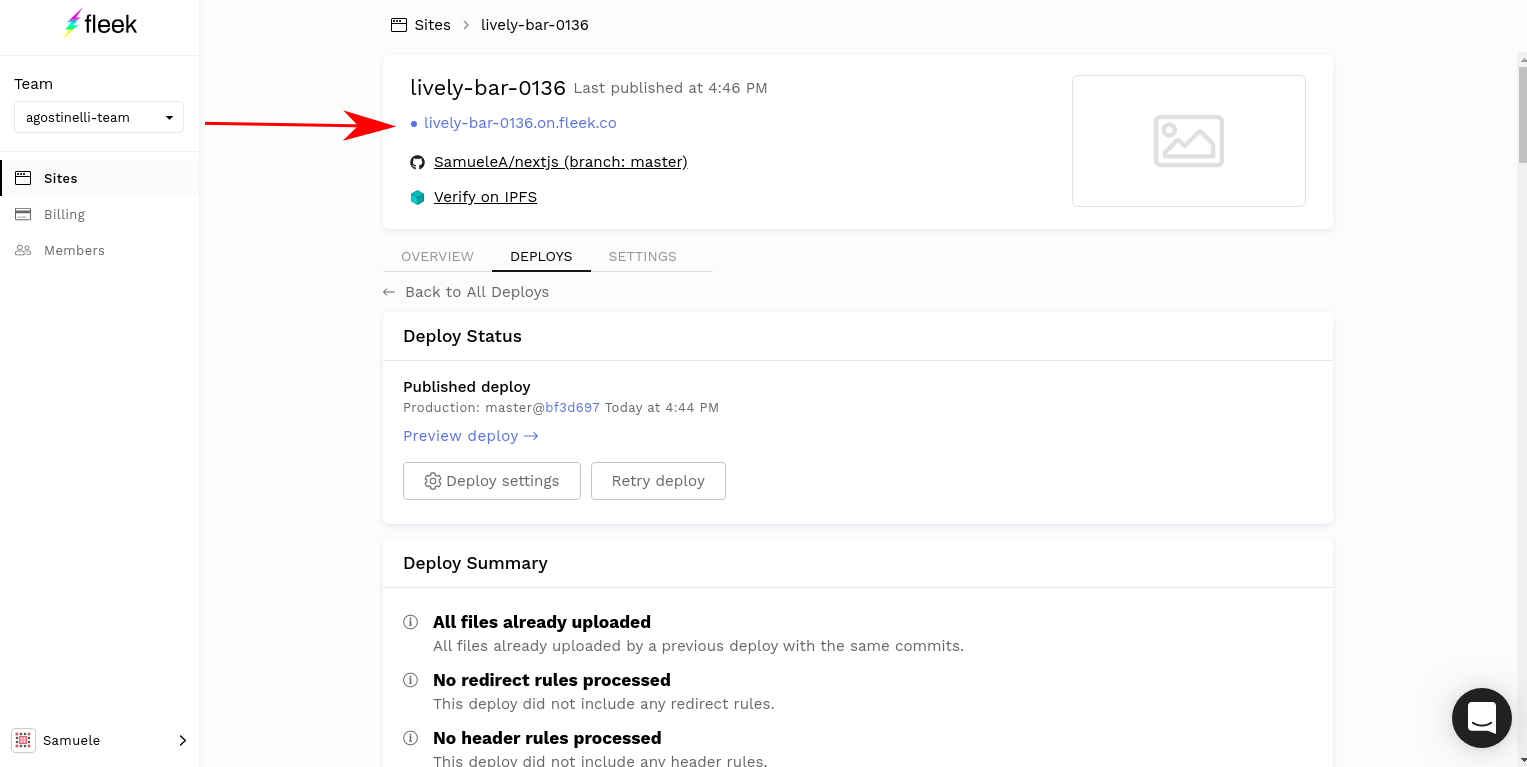 fleek
Team
agostinelli-team
Sites
Billing
Members
Samuele
Sites > lively-bar-0136
lively-bar-0136 Last published at 4:46 PM
lively-bar-0136.on.fleek.co
SamueleA/nextjs (branch: master)
Verify on IPFS
OVERVIEW DEPLOYS SETTINGS
← Back to All Deploys
Deploy Status
Published deploy
Production: master@bf3d697 Today at 4:44 PM
Preview deploy →
Deploy settings Retry deploy
Deploy Summary
All files already uploaded
All files already uploaded by a previous deploy with the same commits.
No redirect rules processed
This deploy did not include any redirect rules.
No header rules processed
This deploy did not include any header rules.